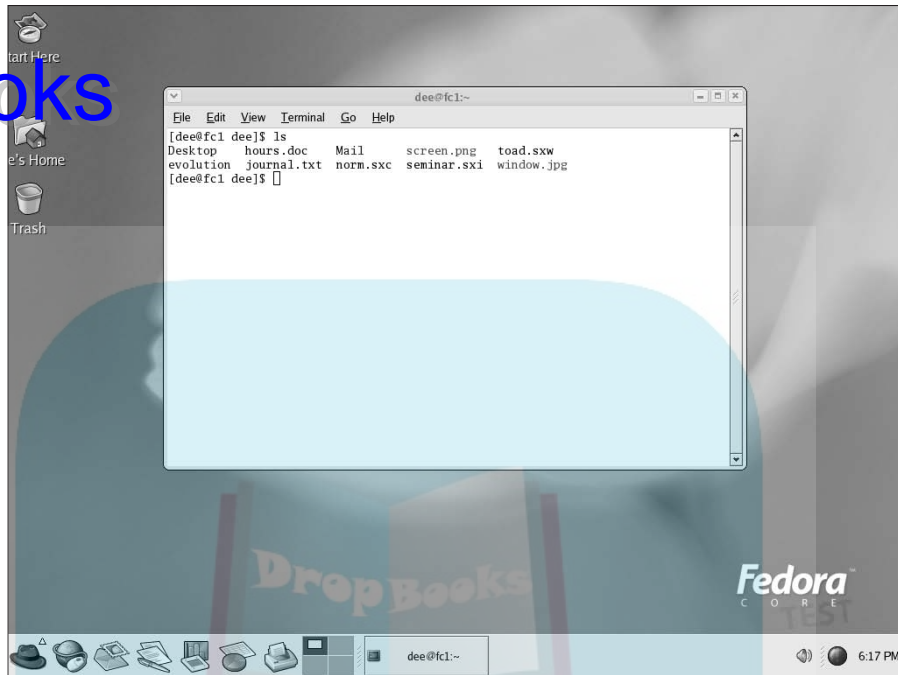 tart Here
oks
e's Home
Trash
dee@fc1:~
File Edit View Terminal Go Help
[dee@fc1 dee]$ ls
Desktop hours.doc Mail screen.png toad.sxw
evolution journal.txt norm.sxc seminar.sxi window.jpg
[dee@fc1 dee]$
DropBooks
Fedora
CORE
TEST
dee@fc1:~
6:17 PM